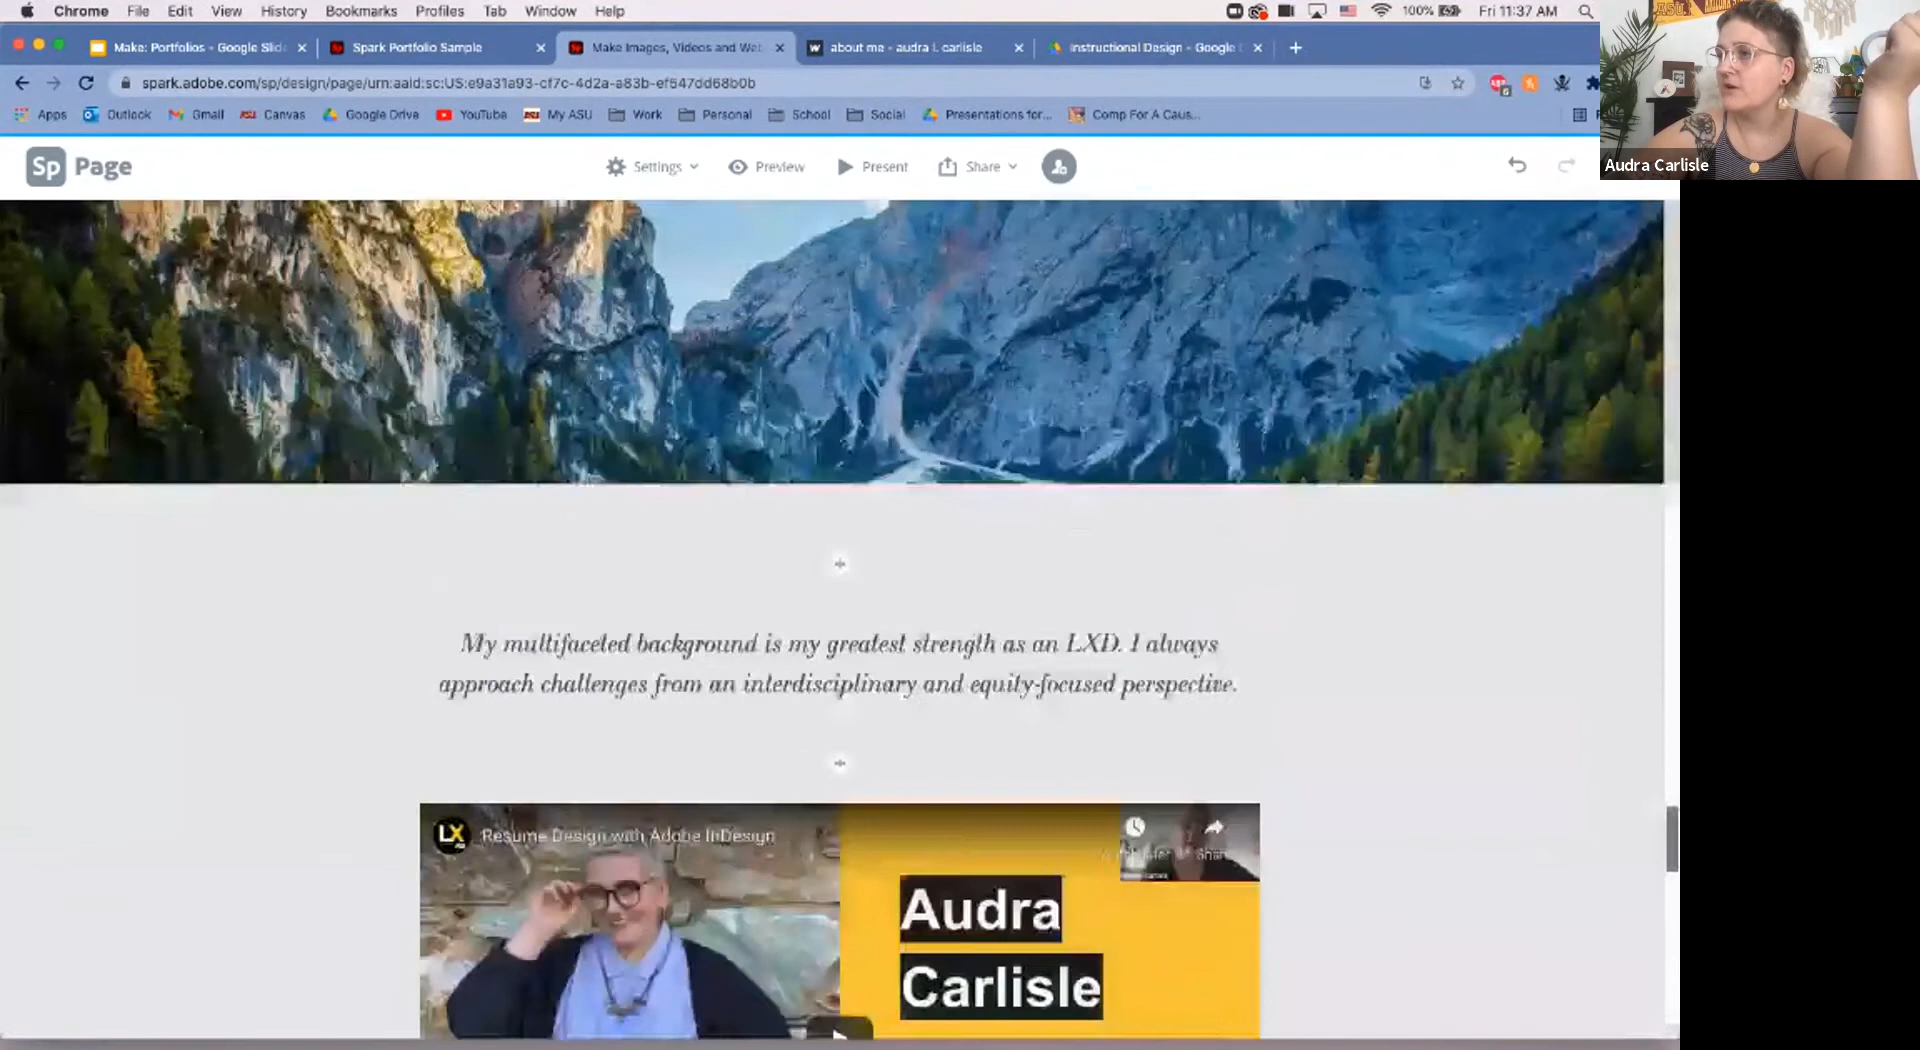 Chrome File Edit View History Bookmarks Profiles Tab Window Help 100% Fri 11:37 AM
ASU
Make: Portfolios - Google Slid
Spark Portfolio Sample
Make Images, Videos and Web
about me - audra l. carlisle
Instructional Design - Google
spark.adobe.com/sp/design/page/urn:aaid:sc:US:e9a31a93-cf7c-4d2a-a83b-ef547dd68b0b
Apps Outlook Gmail Canvas Google Drive YouTube My ASU Work Personal School Social Presentations for... Comp For A Caus...
Audra Carlisle
Sp Page Settings Preview Present Share
My multifaceted background is my greatest strength as an LXD. I always
approach challenges from an interdisciplinary and equity-focused perspective.
LX Resume Design with Adobe InDesign
Share
Audra
Carlisle